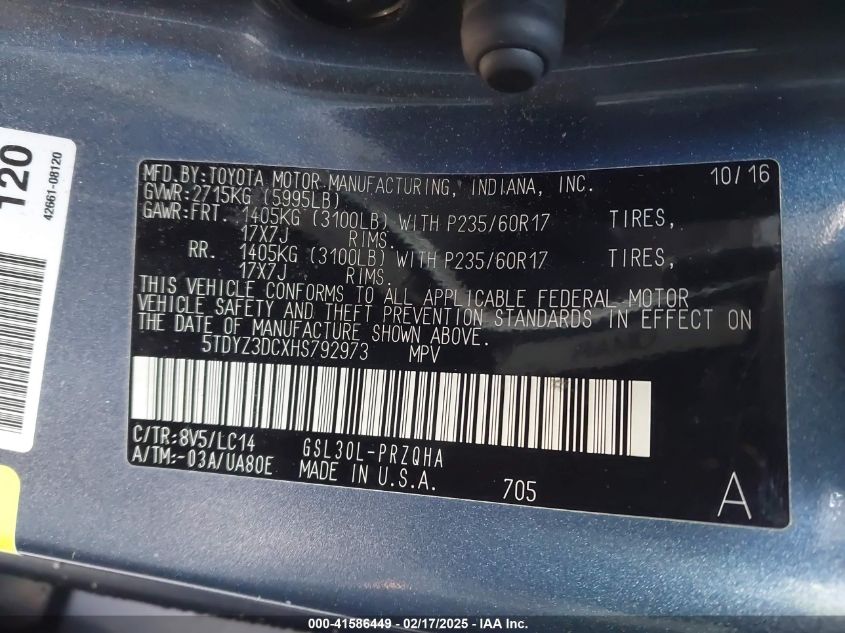 120
42661-08120
MFD.BY:TOYOTA MOTOR MANUFACTURING, INDIANA, INC. 10/16
GVWR:2715KG (5995LB)
GAWR:FRT. 1405KG (3100LB) WITH P235/60R17 TIRES,
17X7J RIMS.
RR. 1405KG (3100LB) WITH P235/60R17 TIRES,
17X7J RIMS.
THIS VEHICLE CONFORMS TO ALL APPLICABLE FEDERAL MOTOR
VEHICLE SAFETY AND THEFT PREVENTION STANDARDS IN EFFECT ON
THE DATE OF MANUFACTURE SHOWN ABOVE.
5TDYZ3DCXHS792973 MPV
C/TR:8V5/LC14 GSL30L-PRZQHA
A/TM:-03A/UA80E MADE IN U.S.A. 705 A
000-41586449 - 02/17/2025 - IAA Inc.